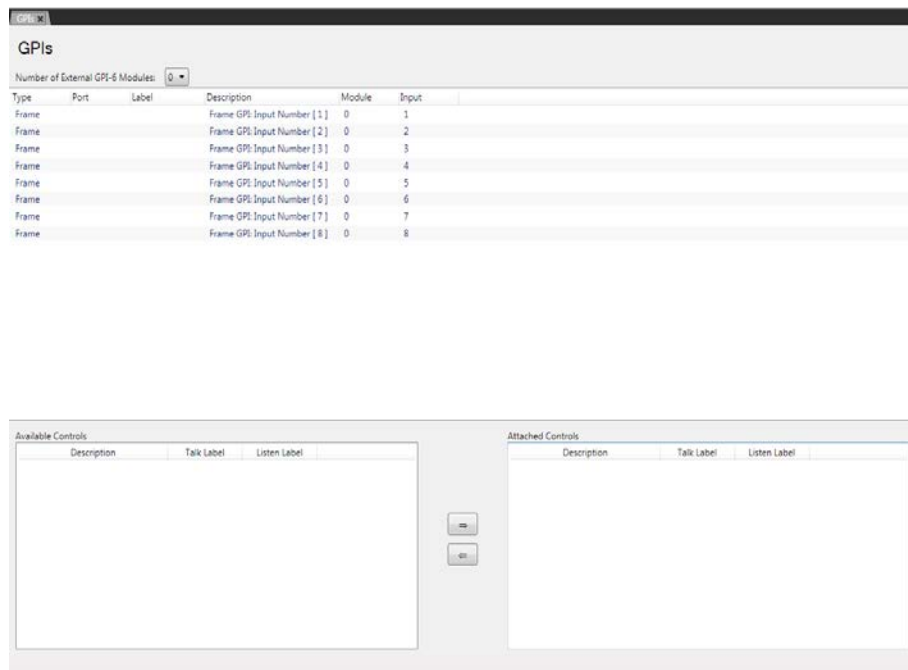 GPIs
GPIs
Number of External GPI-6 Modules: 0
Type Port Label Description Module Input
Frame Frame GPI: Input Number [ 1 ] 0 1
Frame Frame GPI: Input Number [ 2 ] 0 2
Frame Frame GPI: Input Number [ 3 ] 0 3
Frame Frame GPI: Input Number [ 4 ] 0 4
Frame Frame GPI: Input Number [ 5 ] 0 5
Frame Frame GPI: Input Number [ 6 ] 0 6
Frame Frame GPI: Input Number [ 7 ] 0 7
Frame Frame GPI: Input Number [ 8 ] 0 8
Available Controls
Description Talk Label Listen Label
Attached Controls
Description Talk Label Listen Label